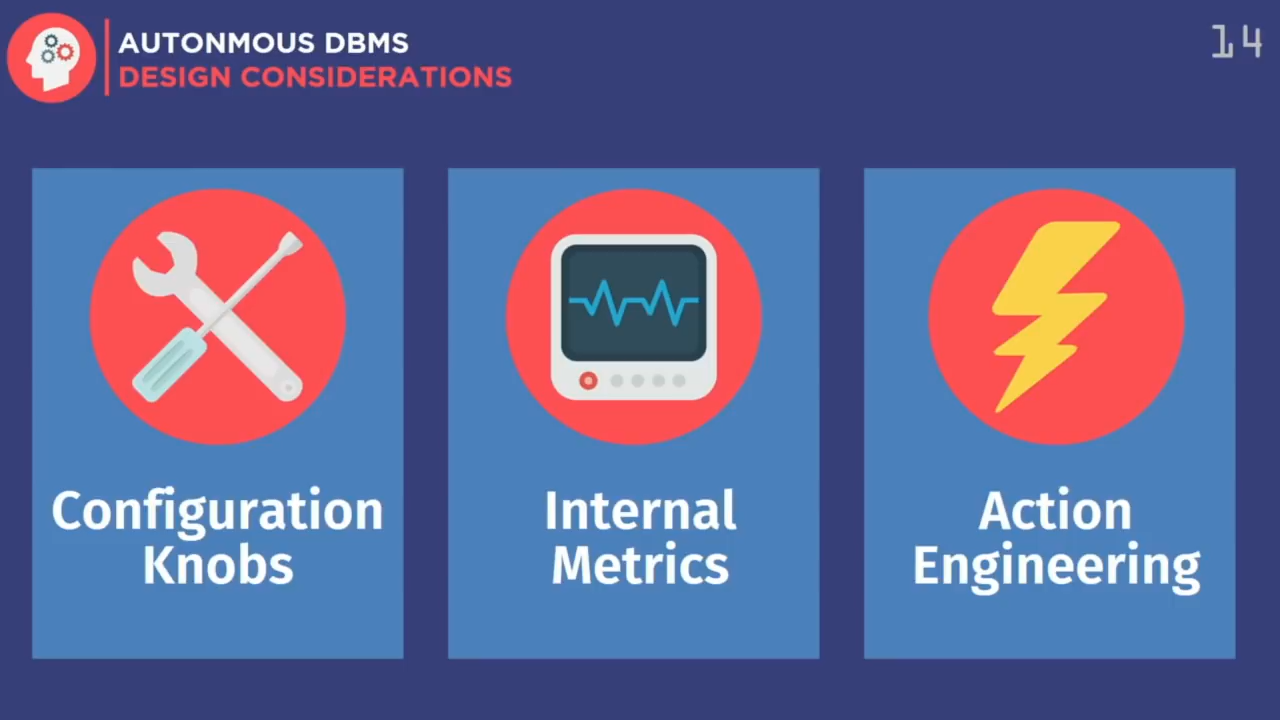 AUTONMOUS DBMS
DESIGN CONSIDERATIONS
14
Configuration
Knobs
Internal
Metrics
Action
Engineering